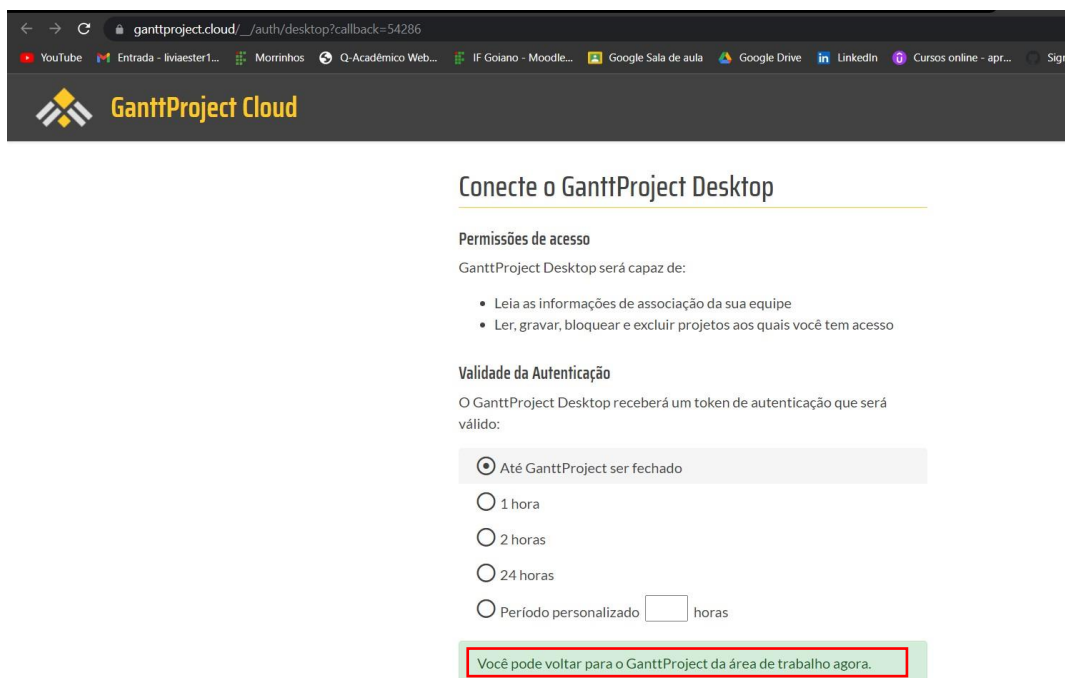 ganttproject.cloud/__/auth/desktop?callback=54286
YouTube Entrada - liviaester1... Morrinhos Q-Acadêmico Web... IF Goiano - Moodle... Google Sala de aula Google Drive LinkedIn Cursos online - apr... Sign
GanttProject Cloud
Conecte o GanttProject Desktop
Permissões de acesso
GanttProject Desktop será capaz de:
• Leia as informações de associação da sua equipe
• Ler, gravar, bloquear e excluir projetos aos quais você tem acesso
Validade da Autenticação
O GanttProject Desktop receberá um token de autenticação que será
válido:
Até GanttProject ser fechado
1 hora
2 horas
24 horas
Período personalizado horas
Você pode voltar para o GanttProject da área de trabalho agora.